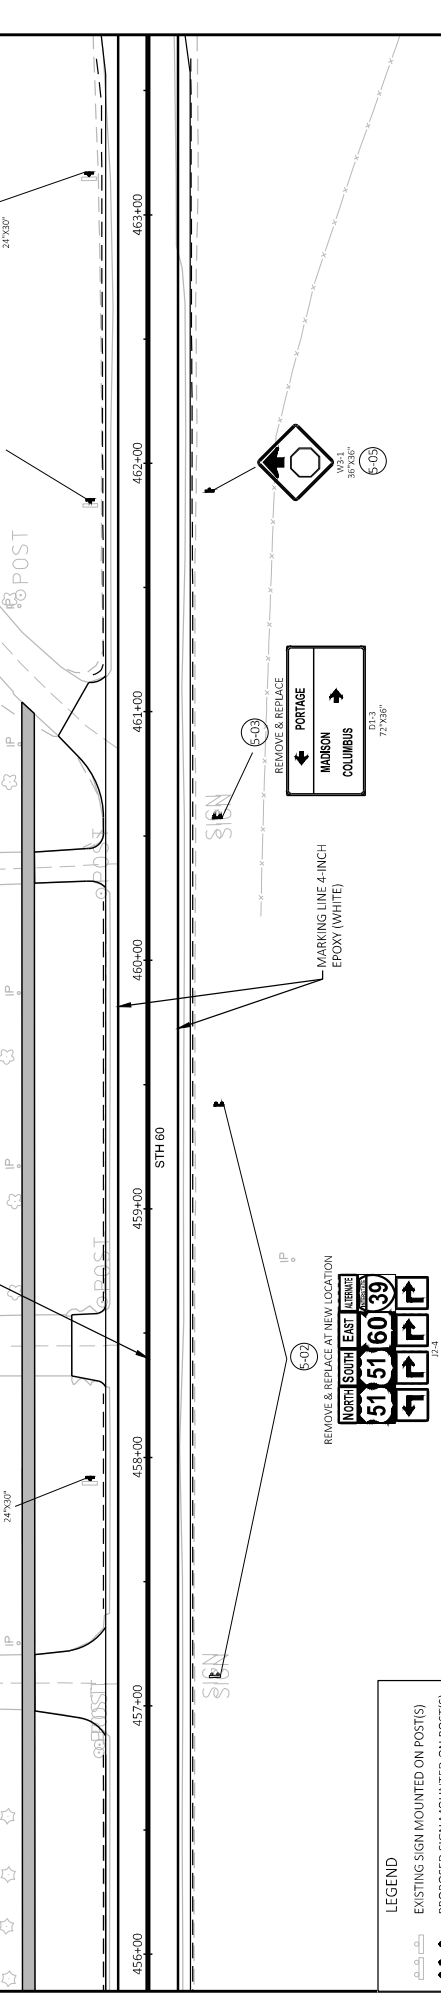 24"X30"
463+00
462+00
461+00
460+00
459+00
458+00
457+00
456+00
STH 60
POST
IP
W3-1
36"X36"
5-05
5-03
REMOVE & REPLACE
PORTAGE
MADISON
COLUMBUS
D1-3
72"X36"
SIGN
SIGN
POST
IP
MARKING LINE 4-INCH
EPOXY (WHITE)
IP
IP
IP
POST
5-02
REMOVE & REPLACE AT NEW LOCATION
NORTH SOUTH EAST ALTERNATE
51 51 60 39
J2-4
24"X30"
IP
SIGN
SIGN
POST
LEGEND
EXISTING SIGN MOUNTED ON POST(S)
PROPOSED SIGN MOUNTED ON POST(S)